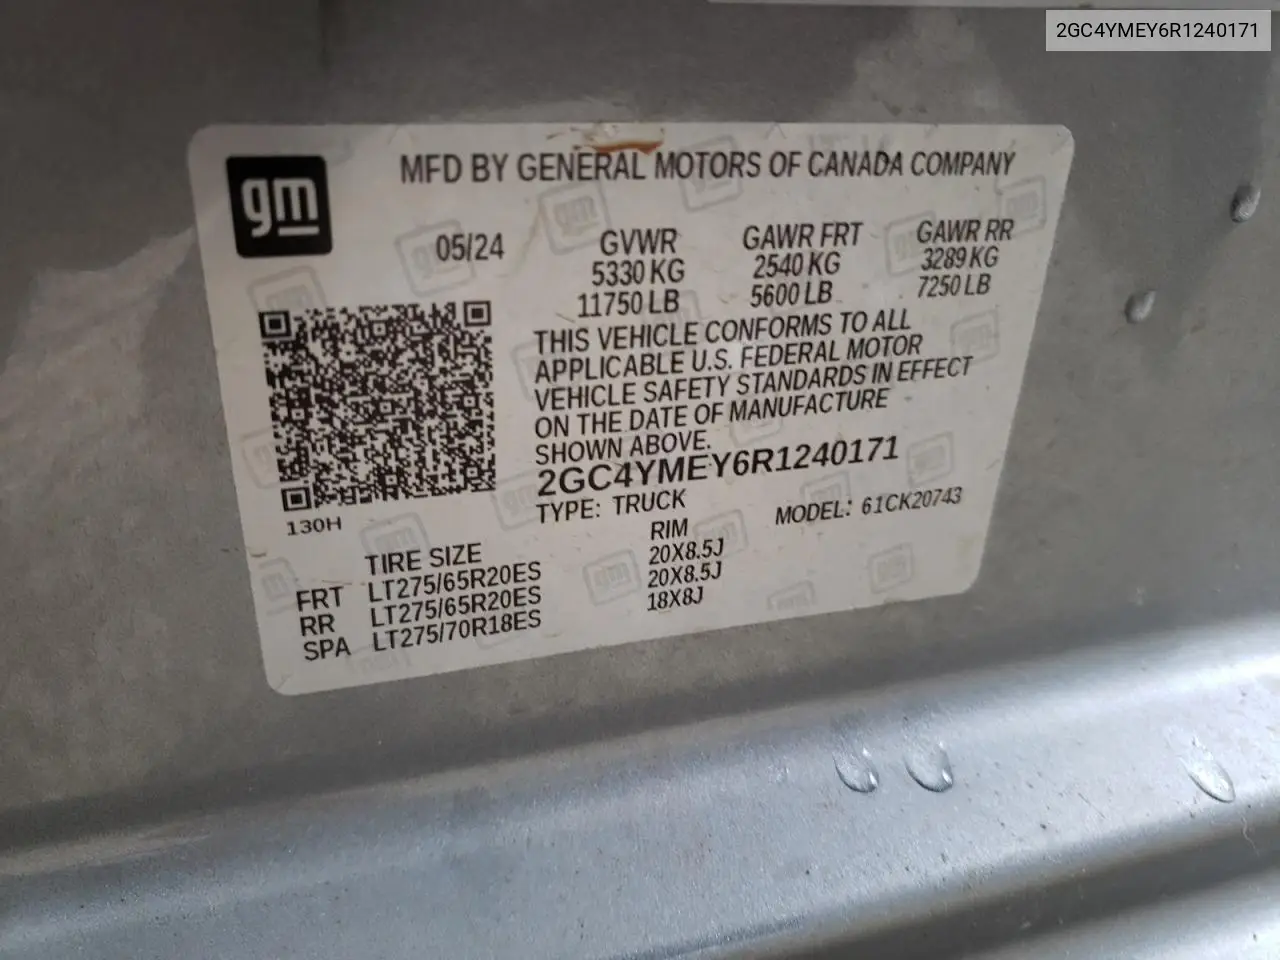 2GC4YMEY6R1240171
gm
MFD BY GENERAL MOTORS OF CANADA COMPANY
05/24
GVWR GAWR FRT GAWR RR
5330 KG 2540 KG 3289 KG
11750 LB 5600 LB 7250 LB
THIS VEHICLE CONFORMS TO ALL
APPLICABLE U.S. FEDERAL MOTOR
VEHICLE SAFETY STANDARDS IN EFFECT
ON THE DATE OF MANUFACTURE
SHOWN ABOVE.
2GC4YMEY6R1240171
TYPE: TRUCK MODEL: 61CK20743
130H
TIRE SIZE RIM
FRT LT275/65R20ES 20X8.5J
RR LT275/65R20ES 20X8.5J
SPA LT275/70R18ES 18X8J